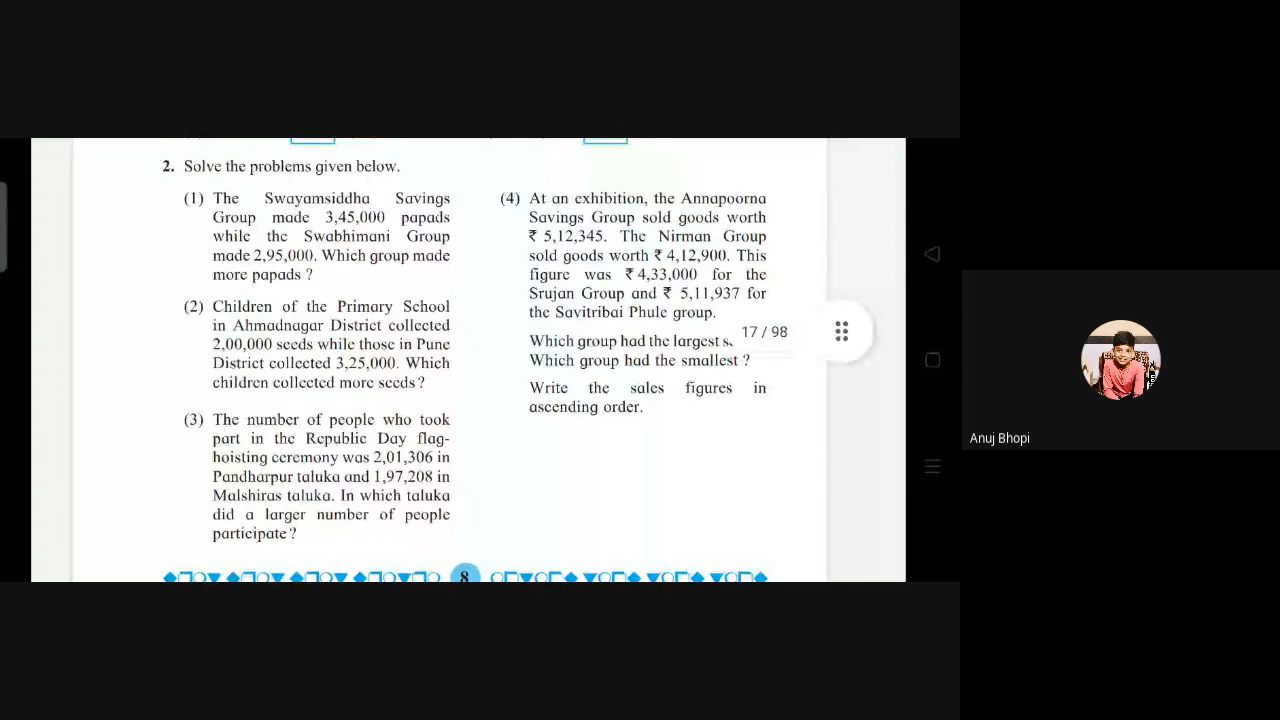 2. Solve the problems given below.
(1) The Swayamsiddha Savings
Group made 3,45,000 papads
while the Swabhimani Group
made 2,95,000. Which group made
more papads ?
(2) Children of the Primary School
in Ahmadnagar District collected
2,00,000 seeds while those in Pune
District collected 3,25,000. Which
children collected more seeds ?
(3) The number of people who took
part in the Republic Day flag-
hoisting ceremony was 2,01,306 in
Pandharpur taluka and 1,97,208 in
Malshiras taluka. In which taluka
did a larger number of people
participate ?
(4) At an exhibition, the Annapoorna
Savings Group sold goods worth
₹ 5,12,345. The Nirman Group
sold goods worth ₹ 4,12,900. This
figure was ₹ 4,33,000 for the
Srujan Group and ₹ 5,11,937 for
the Savitribai Phule group.
Which group had the largest
Which group had the smallest ?
Write the sales figures in
ascending order.
17 / 98
8
Anuj Bhopi